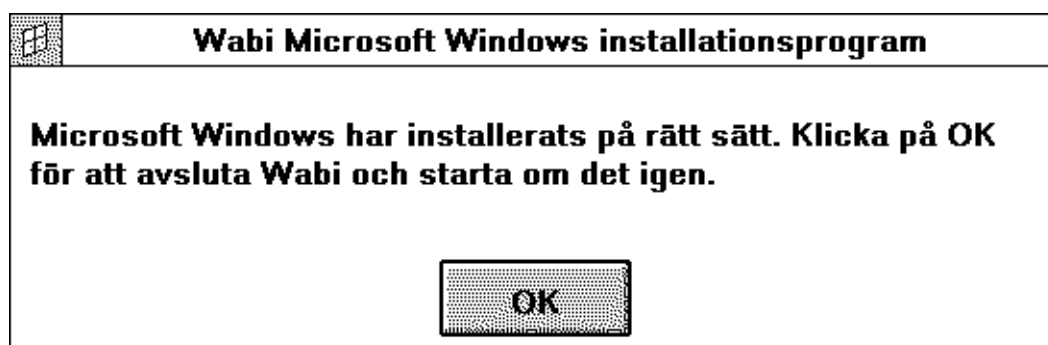 Wabi Microsoft Windows installationsprogram
Microsoft Windows har installerats på rätt sätt. Klicka på OK
för att avsluta Wabi och starta om det igen.
OK